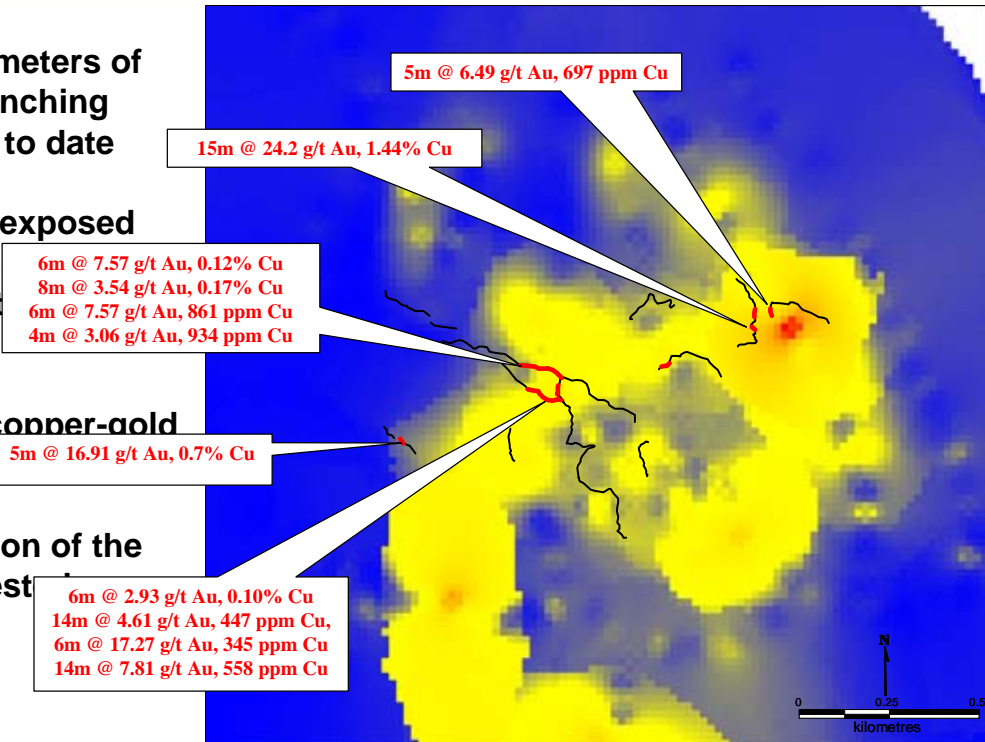 meters of
nching
to date
exposed
copper-gold
on of the
5m @ 6.49 g/t Au, 697 ppm Cu
15m @ 24.2 g/t Au, 1.44% Cu
6m @ 7.57 g/t Au, 0.12% Cu
8m @ 3.54 g/t Au, 0.17% Cu
6m @ 7.57 g/t Au, 861 ppm Cu
4m @ 3.06 g/t Au, 934 ppm Cu
5m @ 16.91 g/t Au, 0.7% Cu
6m @ 2.93 g/t Au, 0.10% Cu
14m @ 4.61 g/t Au, 447 ppm Cu,
6m @ 17.27 g/t Au, 345 ppm Cu
14m @ 7.81 g/t Au, 558 ppm Cu
N
0 0.25 0.5
kilometres